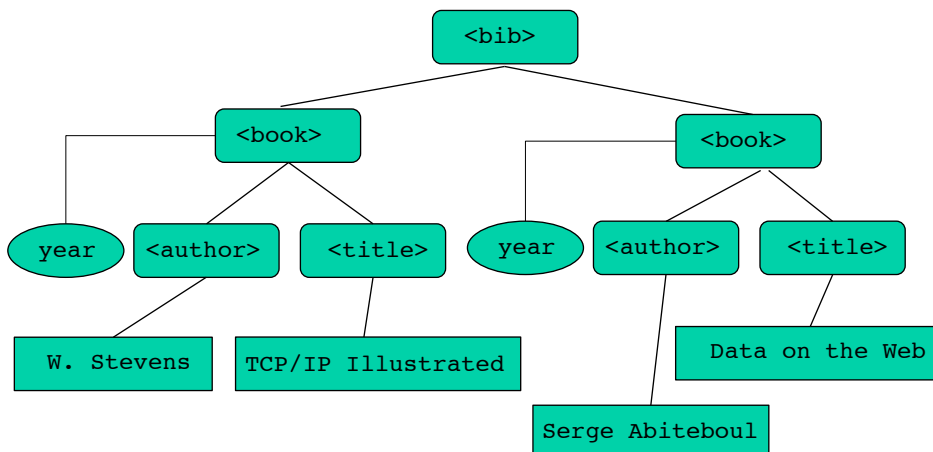 <bib>
<book>
<book>
year
<author>
<title>
year
<author>
<title>
W. Stevens
TCP/IP Illustrated
Data on the Web
Serge Abiteboul